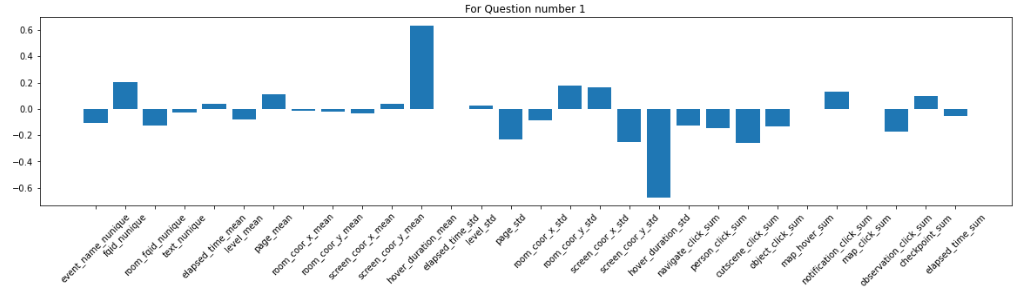 For Question number 1
0.6
0.4
0.2
0.0
−0.2
−0.4
−0.6
event_name_nunique
fqid_nunique
room_fqid_nunique
text_nunique
elapsed_time_mean
level_mean
page_mean
room_coor_x_mean
room_coor_y_mean
screen_coor_x_mean
screen_coor_y_mean
hover_duration_mean
elapsed_time_std
level_std
page_std
room_coor_x_std
room_coor_y_std
screen_coor_x_std
screen_coor_y_std
hover_duration_std
navigate_click_sum
person_click_sum
cutscene_click_sum
object_click_sum
map_hover_sum
notification_click_sum
map_click_sum
observation_click_sum
checkpoint_sum
elapsed_time_sum